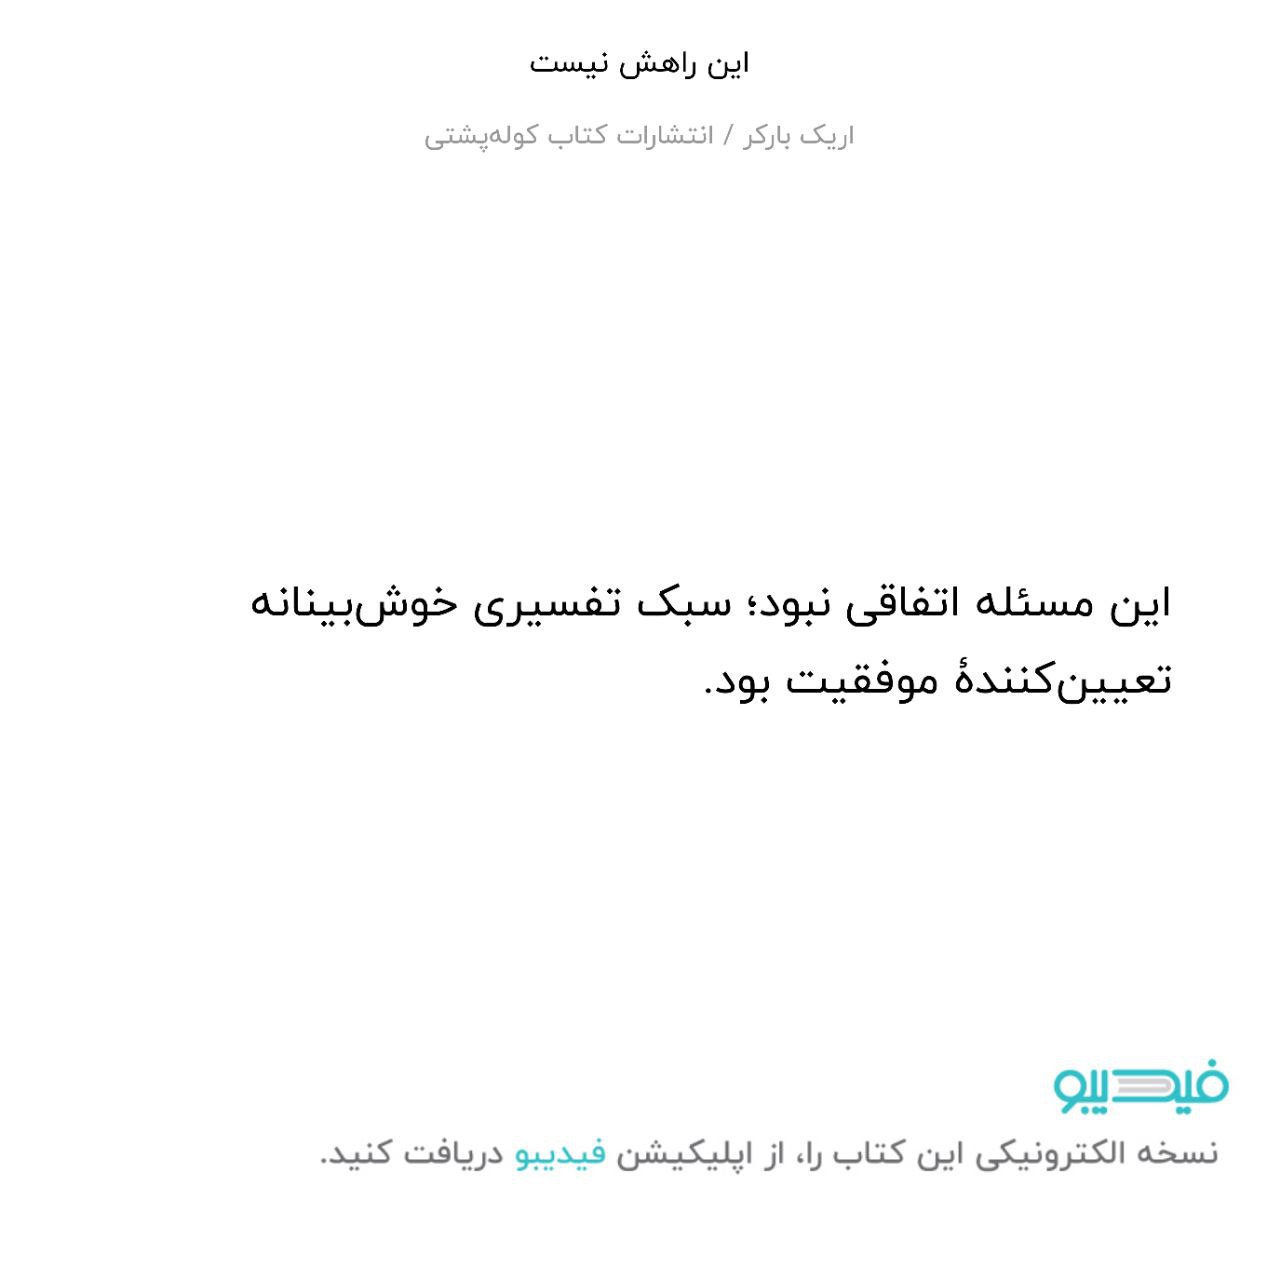 این راهش نیست
اریک بارکر / انتشارات کتاب کوله‌پشتی
این مسئله اتفاقی نبود؛ سبک تفسیری خوش‌بینانه
تعیین‌کنندهٔ موفقیت بود.
فیدیبو
نسخه الکترونیکی این کتاب را، از اپلیکیشن فیدیبو دریافت کنید.